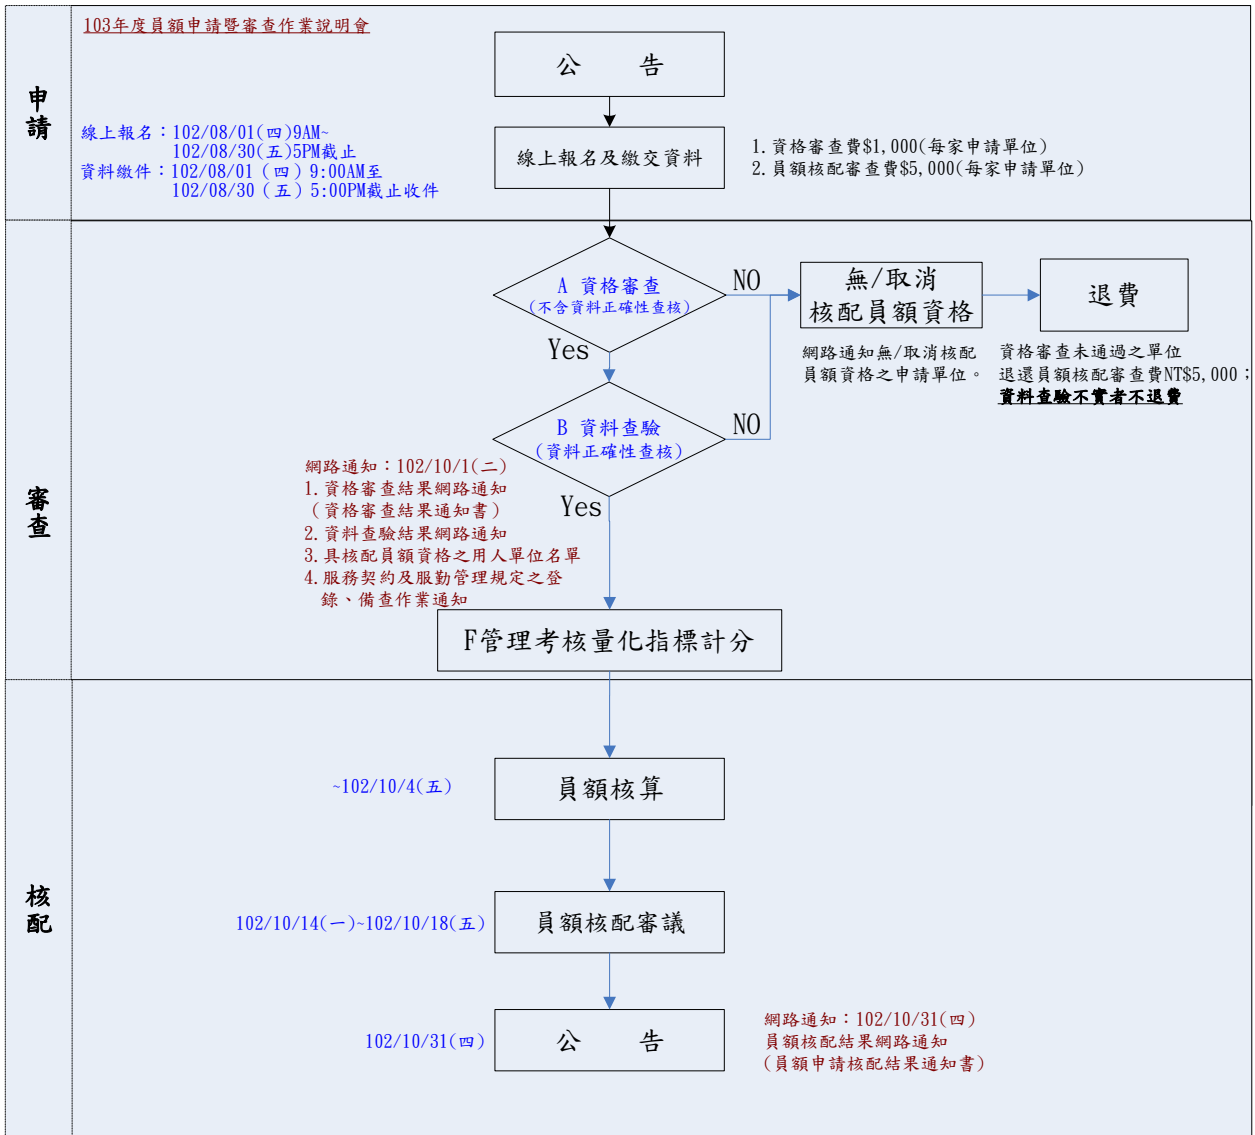 申請
103年度員額申請暨審查作業說明會
公 告
線上報名：102/08/01(四)9AM~
102/08/30(五)5PM截止
資料繳件：102/08/01（四）9:00AM至
102/08/30（五）5:00PM截止收件
線上報名及繳交資料
1.資格審查費$1,000(每家申請單位)
2.員額核配審查費$5,000(每家申請單位)
審查
A 資格審查
(不含資料正確性查核)
NO
Yes
無/取消
核配員額資格
退費
網路通知無/取消核配
員額資格之申請單位。
資格審查未通過之單位
退還員額核配審查費NT$5,000；
資料查驗不實者不退費
B 資料查驗
(資料正確性查核)
NO
Yes
網路通知：102/10/1(二)
1.資格審查結果網路通知
（資格審查結果通知書）
2.資料查驗結果網路通知
3.具核配員額資格之用人單位名單
4.服務契約及服勤管理規定之登
錄、備查作業通知
F管理考核量化指標計分
核配
~102/10/4(五)
員額核算
102/10/14(一)~102/10/18(五)
員額核配審議
102/10/31(四)
公 告
網路通知：102/10/31(四)
員額核配結果網路通知
(員額申請核配結果通知書)